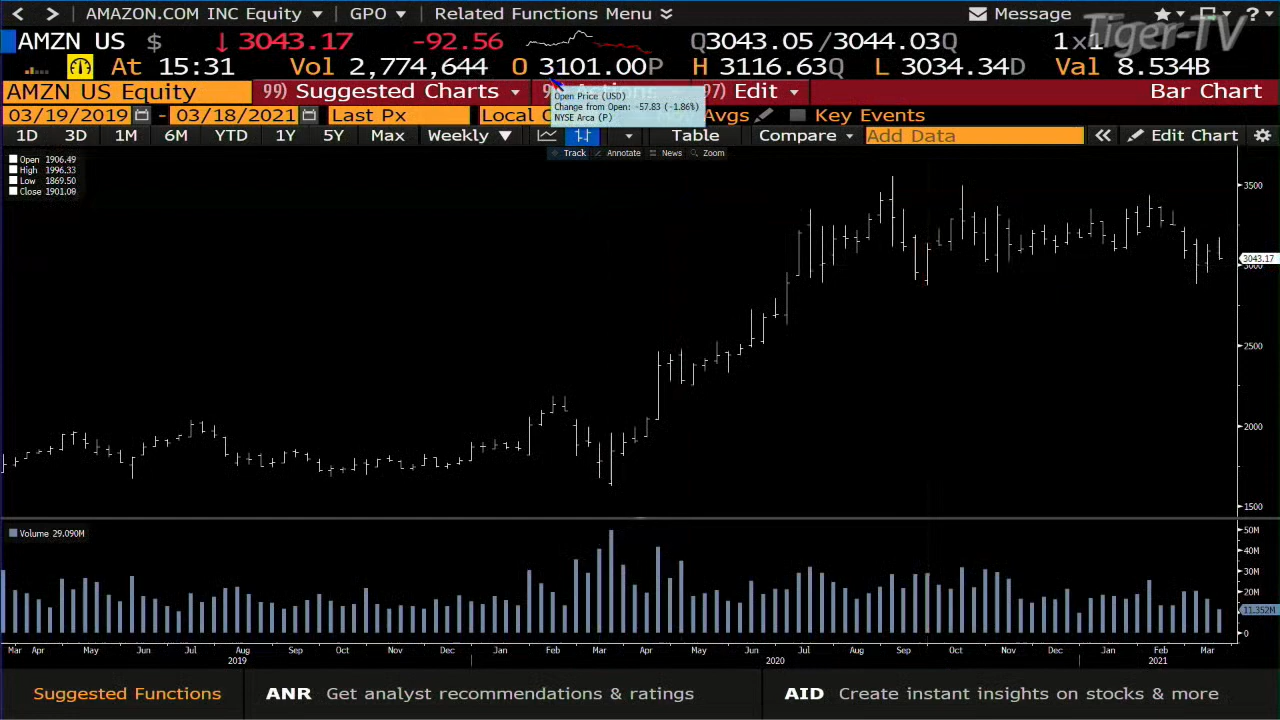 AMAZON.COM INC Equity GPO Related Functions Menu Message ?
AMZN US $ ↓3043.17 -92.56 Q3043.05/3044.03Q 1×1 Tiger-TV
At 15:31 Vol 2,774,644 O 3101.00P H 3116.63Q L 3034.34D Val 8.534B
AMZN US Equity 99) Suggested Charts 97) Edit Bar Chart
Open Price (USD)
Change from Open: -57.83 (-1.86%)
NYSE Arca (P)
03/19/2019 - 03/18/2021 Last Px Local Avgs Key Events
1D 3D 1M 6M YTD 1Y 5Y Max Weekly ▼ Table Compare Add Data « Edit Chart
Track Annotate News Zoom
Open 1906.49
High 1996.33
Low 1869.50
Close 1901.00
3500
3043.17
3000
2500
2000
1500
Volume 29.090M
50M
40M
30M
20M
11.352M
0
Mar Apr May Jun Jul Aug Sep Oct Nov Dec Jan Feb Mar Apr May Jun Jul Aug Sep Oct Nov Dec Jan Feb Mar
2019 2020 2021
Suggested Functions ANR Get analyst recommendations & ratings AID Create instant insights on stocks & more